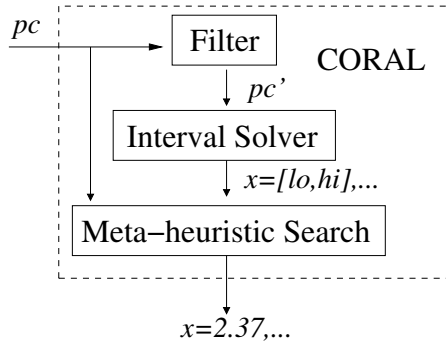 pc
Filter
CORAL
pc’
Interval Solver
x=[lo,hi],...
Meta−heuristic Search
x=2.37,...